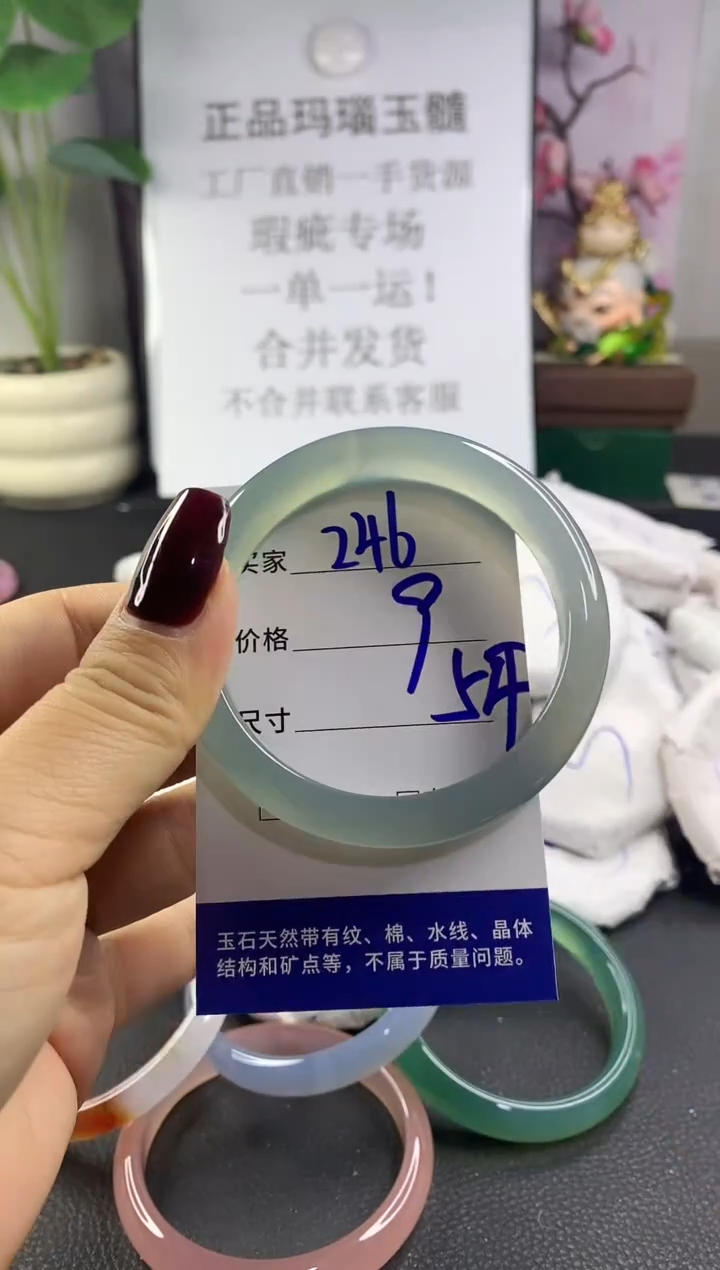 正品玛瑙玉髓
工厂直销一手货源
瑕疵专场
一单一运！
合并发货
不合并联系客服
买家 246
价格 9
尺寸 54
玉石天然带有纹、棉、水线、晶体
结构和矿点等，不属于质量问题。